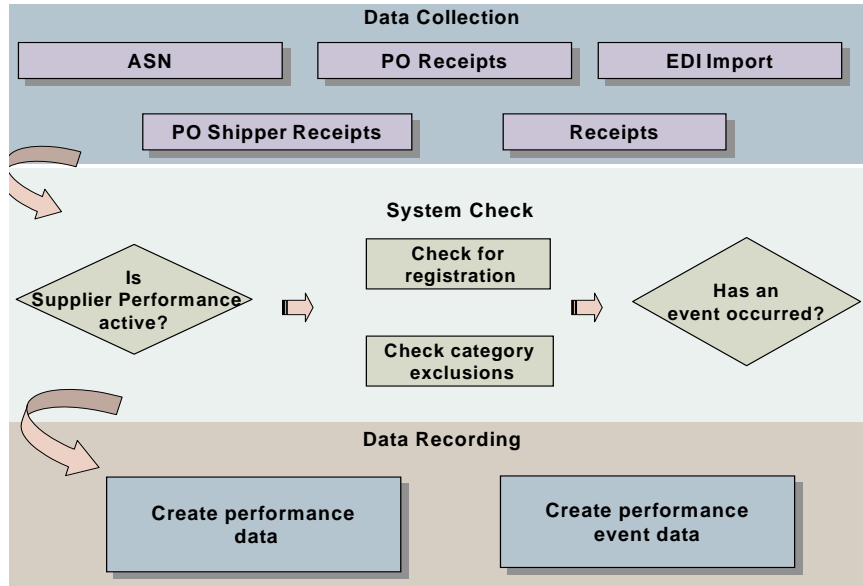 Data Collection
ASN
PO Receipts
EDI Import
PO Shipper Receipts
Receipts
System Check
Is
Supplier Performance
active?
Check for
registration
Check category
exclusions
Has an
event occurred?
Data Recording
Create performance
data
Create performance
event data